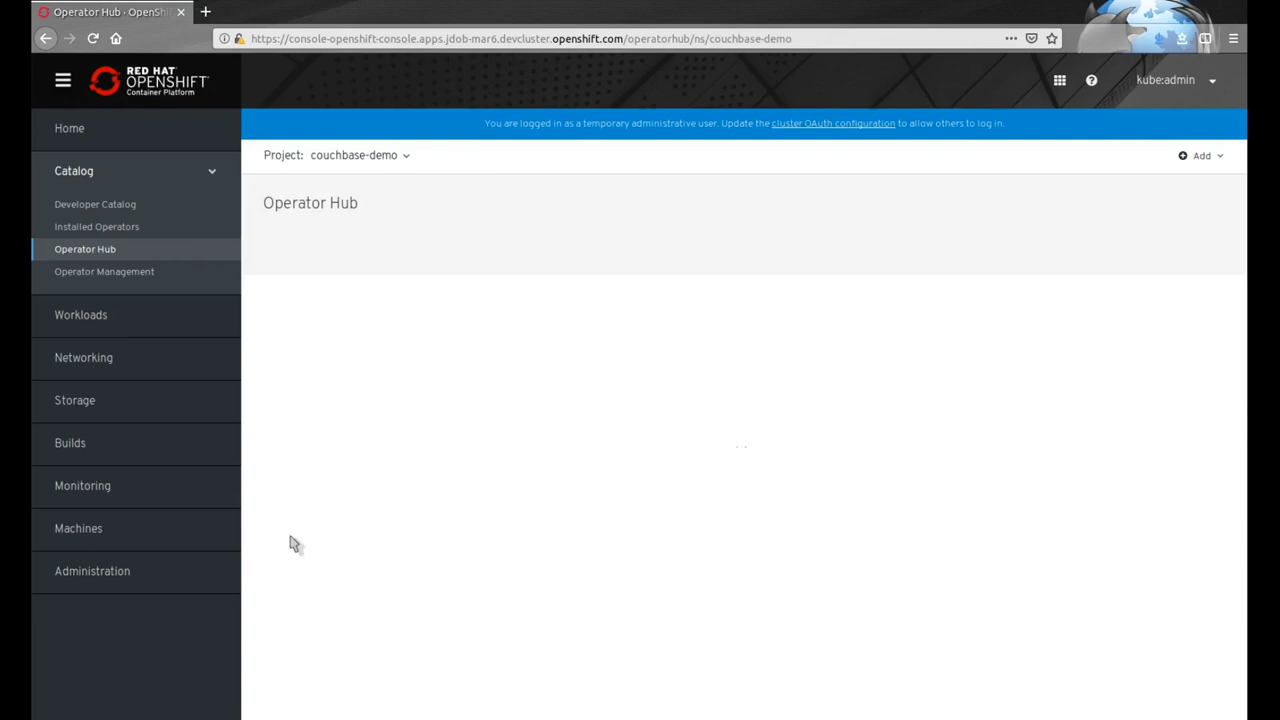 Operator Hub · OpenShi
https://console-openshift-console.apps.jdob-mar6.devcluster.openshift.com/operatorhub/ns/couchbase-demo
RED HAT
OPENSHIFT
Container Platform
kube:admin
You are logged in as a temporary administrative user. Update the cluster OAuth configuration to allow others to log in.
Project: couchbase-demo
Add
Operator Hub
Home
Catalog
Developer Catalog
Installed Operators
Operator Hub
Operator Management
Workloads
Networking
Storage
Builds
Monitoring
Machines
Administration